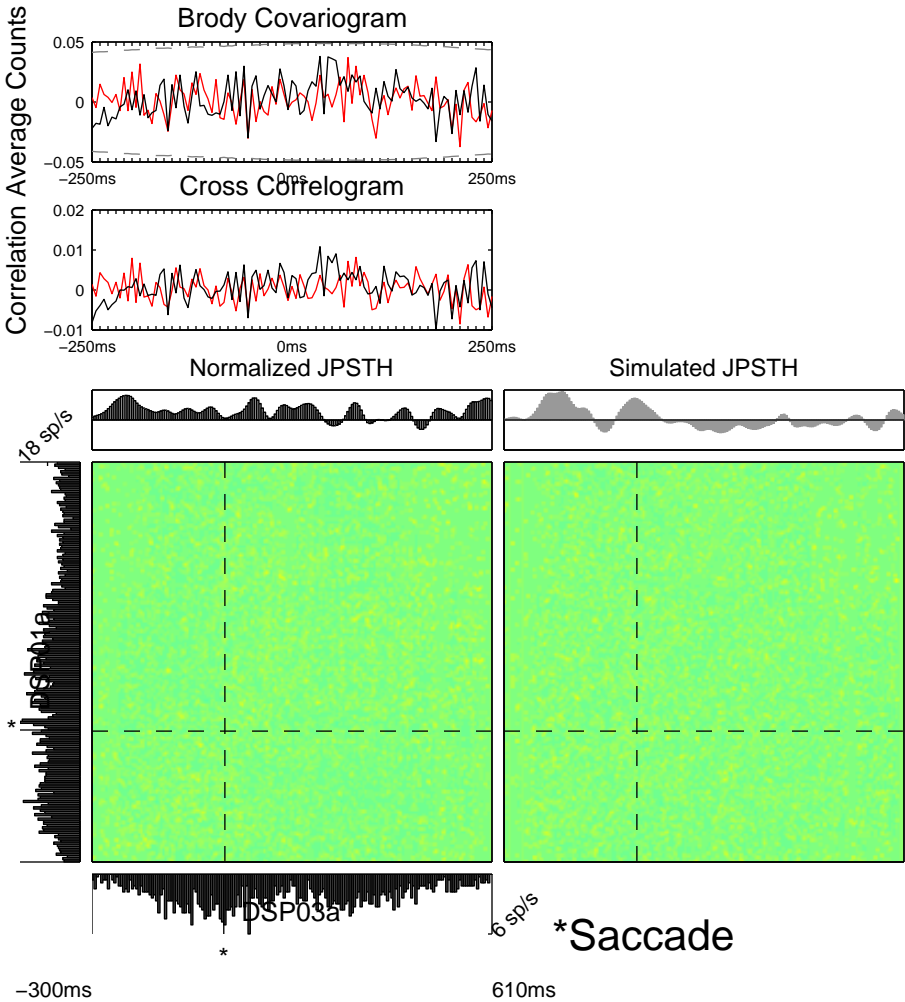 Brody Covariogram
0.05
0
−0.05
−250ms
0ms
250ms
Correlation Average Counts
Cross Correlogram
0.02
0.01
0
−0.01
−250ms
0ms
250ms
Normalized JPSTH
Simulated JPSTH
18 sp/s
DSP01a
*
DSP03a
6 sp/s
*
*Saccade
−300ms
610ms